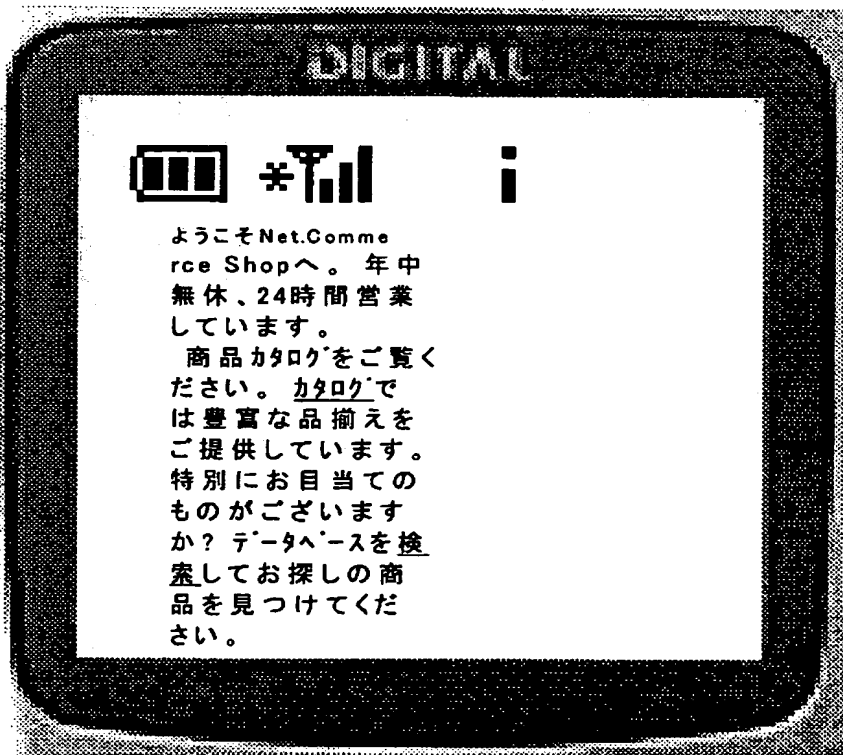 DIGITAL
ようこそNet.Comme
rce Shopへ。 年中
無休、24時間営業
しています。
商品ｶﾀﾛｸﾞをご覧く
ださい。 ｶﾀﾛｸﾞで
は豊富な品揃えを
ご提供しています。
特別にお目当ての
ものがございます
か? ﾃﾞｰﾀﾍﾞｰｽを検
索してお探しの商
品を見つけてくだ
さい。